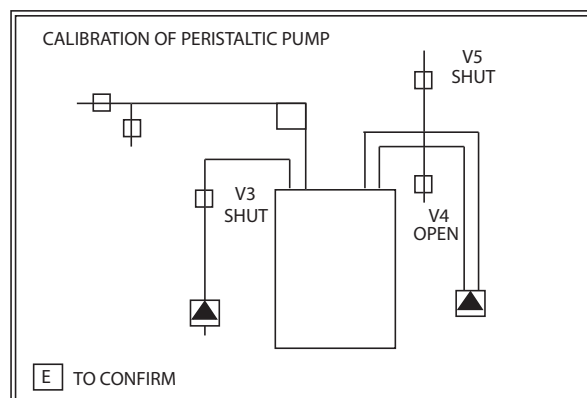 CALIBRATION OF PERISTALTIC PUMP
V5
SHUT
V3
SHUT
V4
OPEN
E TO CONFIRM